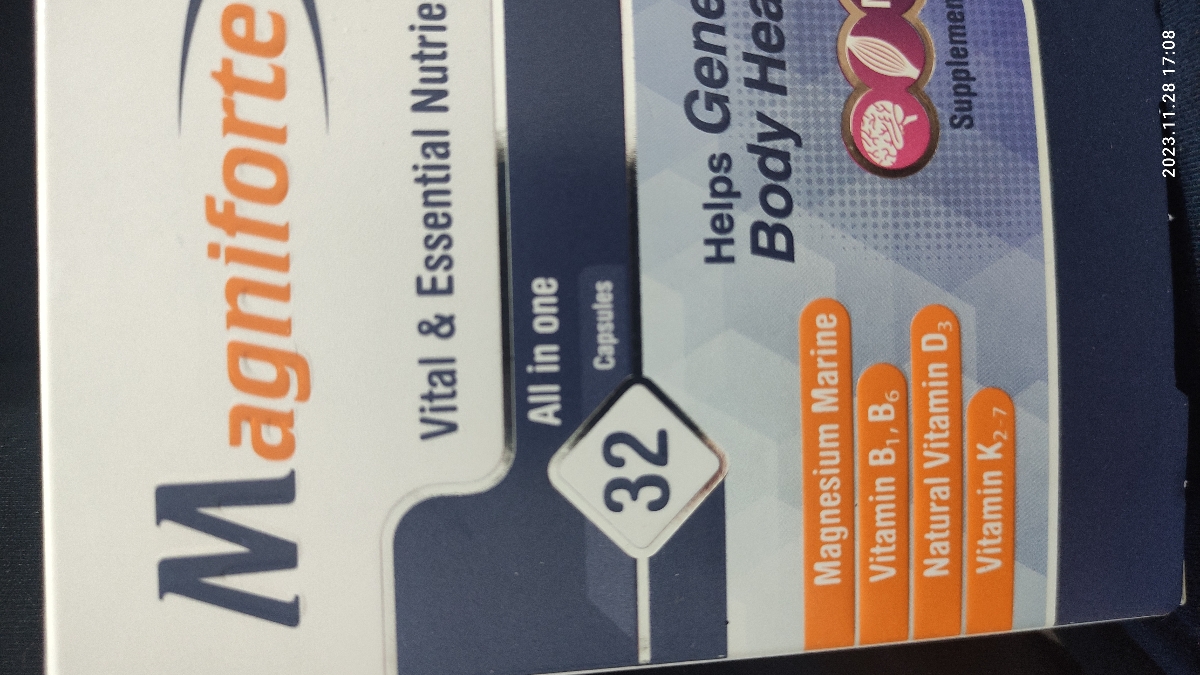 Magniforte
Vital & Essential Nutrie
All in one
Capsules
32
Helps Gene
Body Hea
Supplemen
Magnesium Marine
Vitamin B₁, B₆
Natural Vitamin D₃
Vitamin K₂₋₇
2023.11.28 17:08